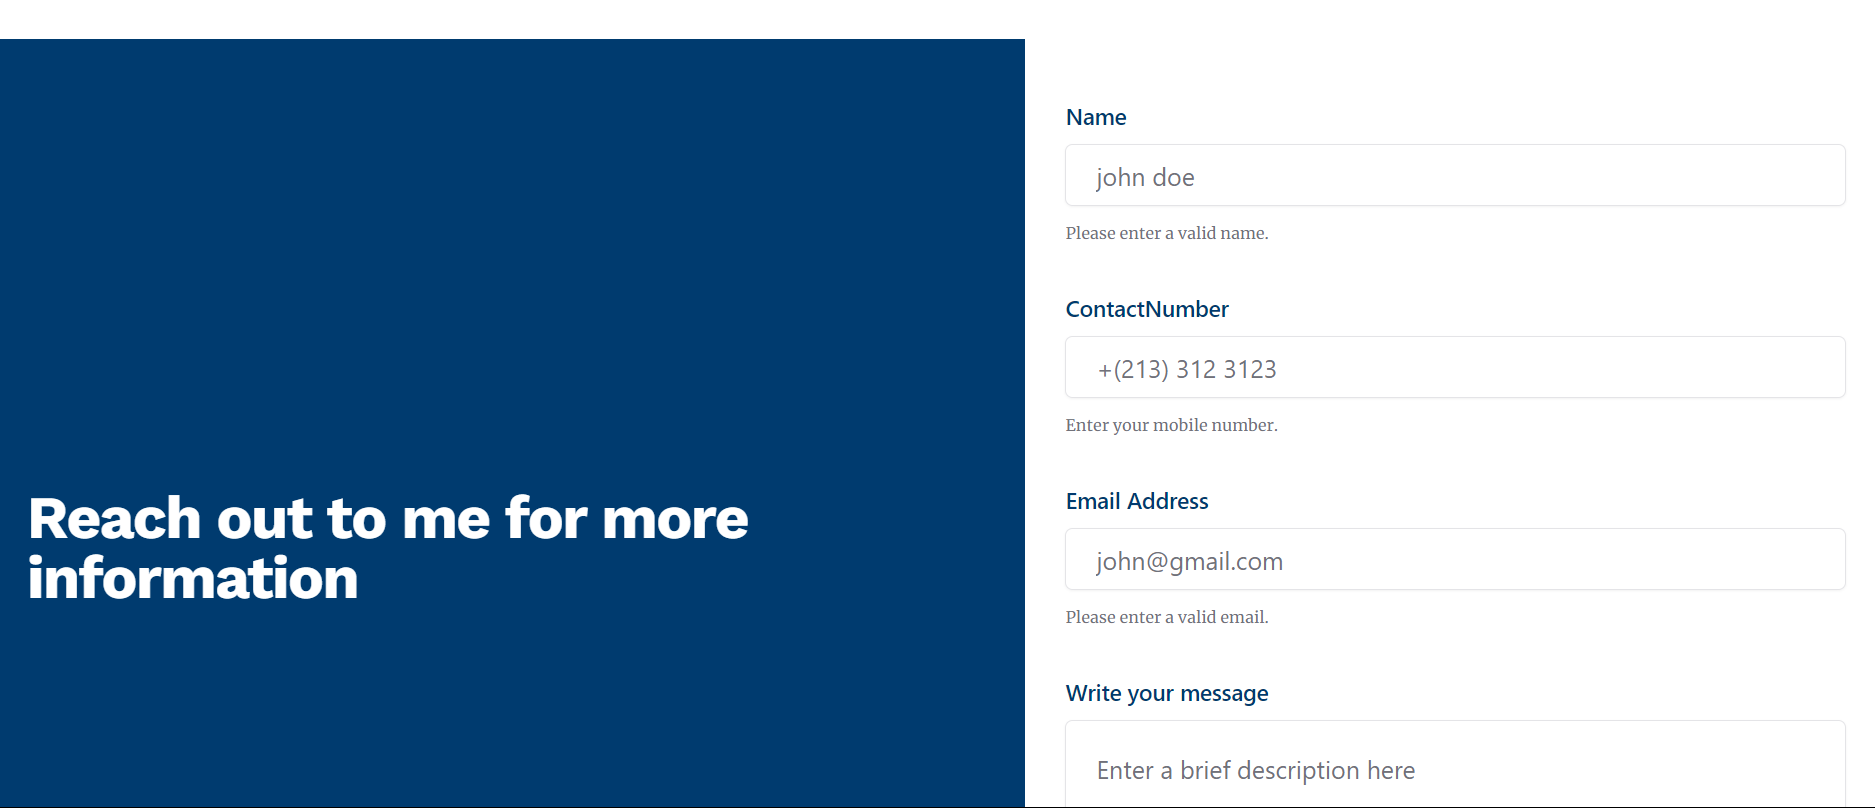 Reach out to me for more
information
Name
john doe
Please enter a valid name.
ContactNumber
+(213) 312 3123
Enter your mobile number.
Email Address
john@gmail.com
Please enter a valid email.
Write your message
Enter a brief description here